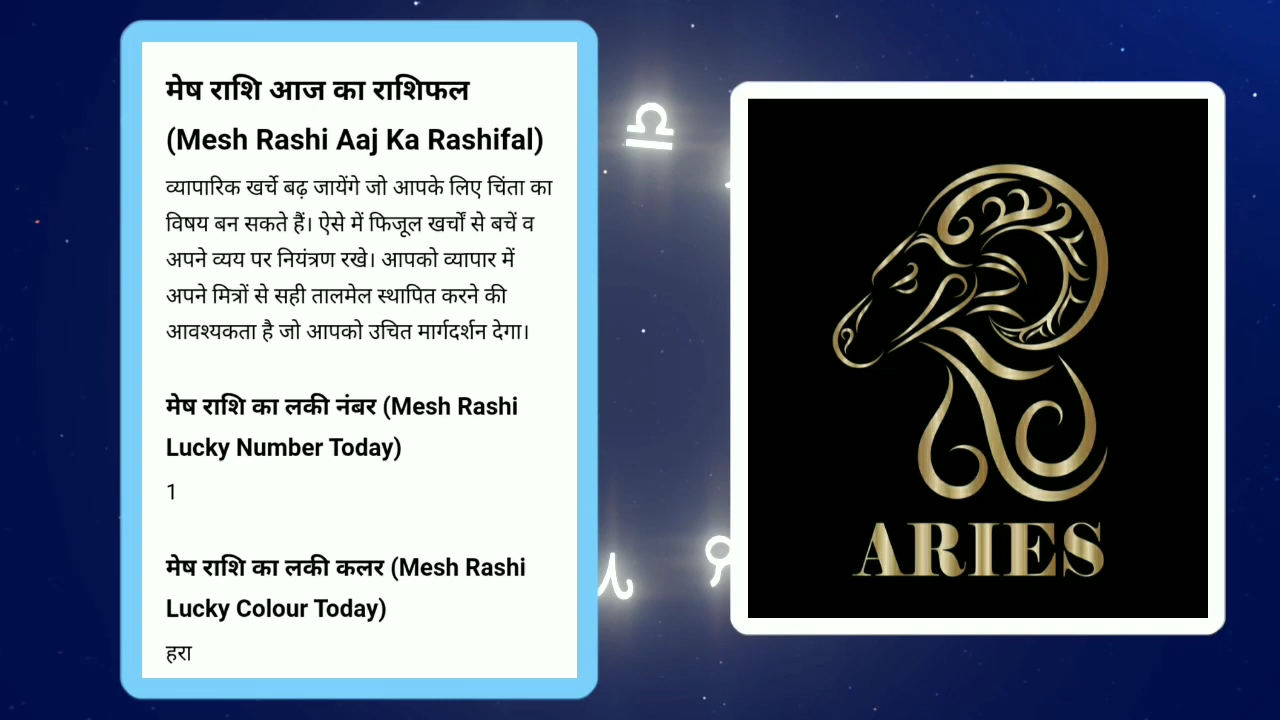 मेष राशि आज का राशिफल
(Mesh Rashi Aaj Ka Rashifal)
व्यापारिक खर्चे बढ़ जायेंगे जो आपके लिए चिंता का
विषय बन सकते हैं। ऐसे में फिजूल खर्चों से बचें व
अपने व्यय पर नियंत्रण रखे। आपको व्यापार में
अपने मित्रों से सही तालमेल स्थापित करने की
आवश्यकता है जो आपको उचित मार्गदर्शन देगा।
मेष राशि का लकी नंबर (Mesh Rashi
Lucky Number Today)
1
मेष राशि का लकी कलर (Mesh Rashi
Lucky Colour Today)
हरा
ARIES